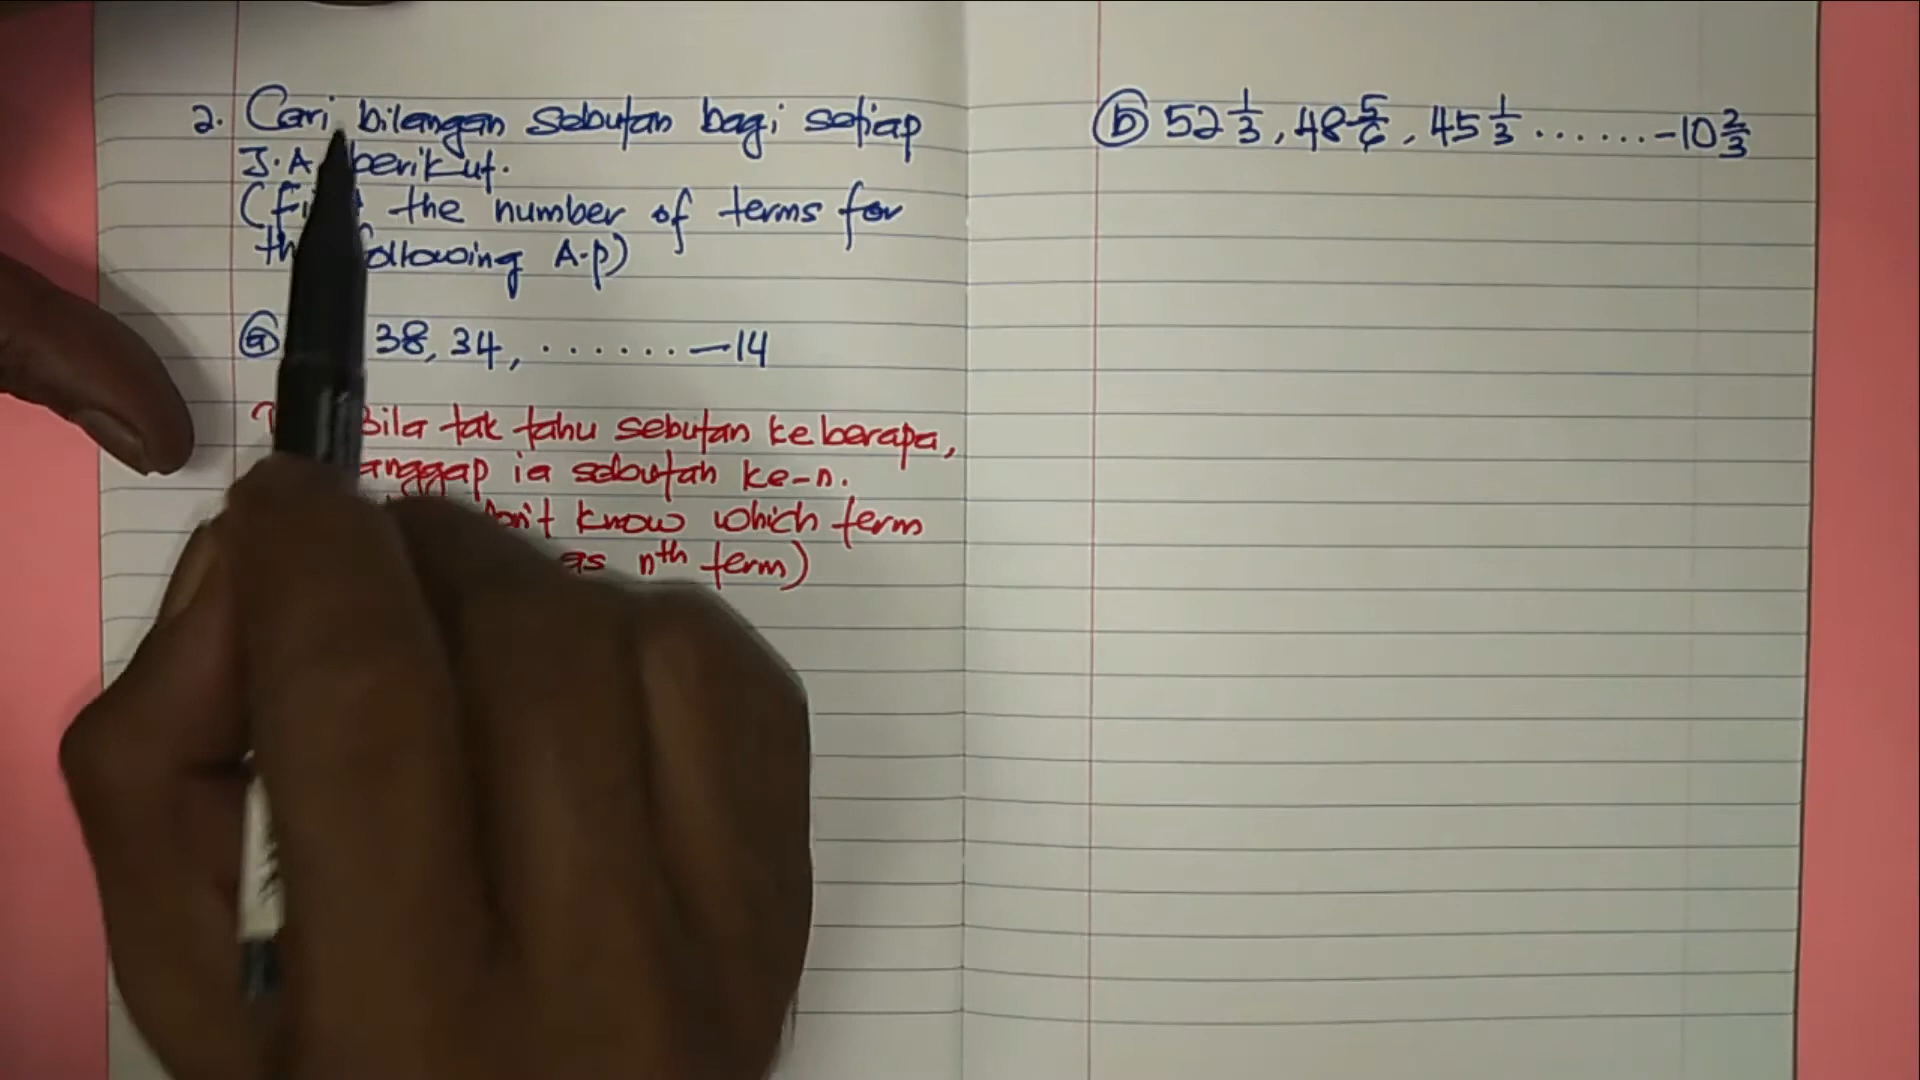 2. Cari bilangan sebutan bagi setiap
J.A berikut.
( the number of terms for
following A.P)
(a) 38, 34, ....... -14
Bila tak tahu sebutan keberapa,
anggap ia sebutan ke-n.
know which term
as nth term)
(b) 52 1/3, 48 5/6, 45 1/3 ...... -10 2/3